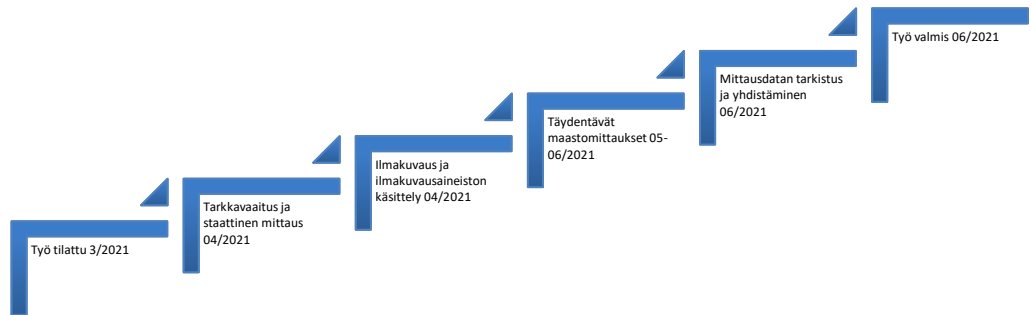 Työ tilattu 3/2021
Tarkkavaaitus ja
staattinen mittaus
04/2021
Ilmakuvaus ja
ilmakuvausaineiston
käsittely 04/2021
Täydentävät
maastomittaukset 05-
06/2021
Mittausdatan tarkistus
ja yhdistäminen
06/2021
Työ valmis 06/2021